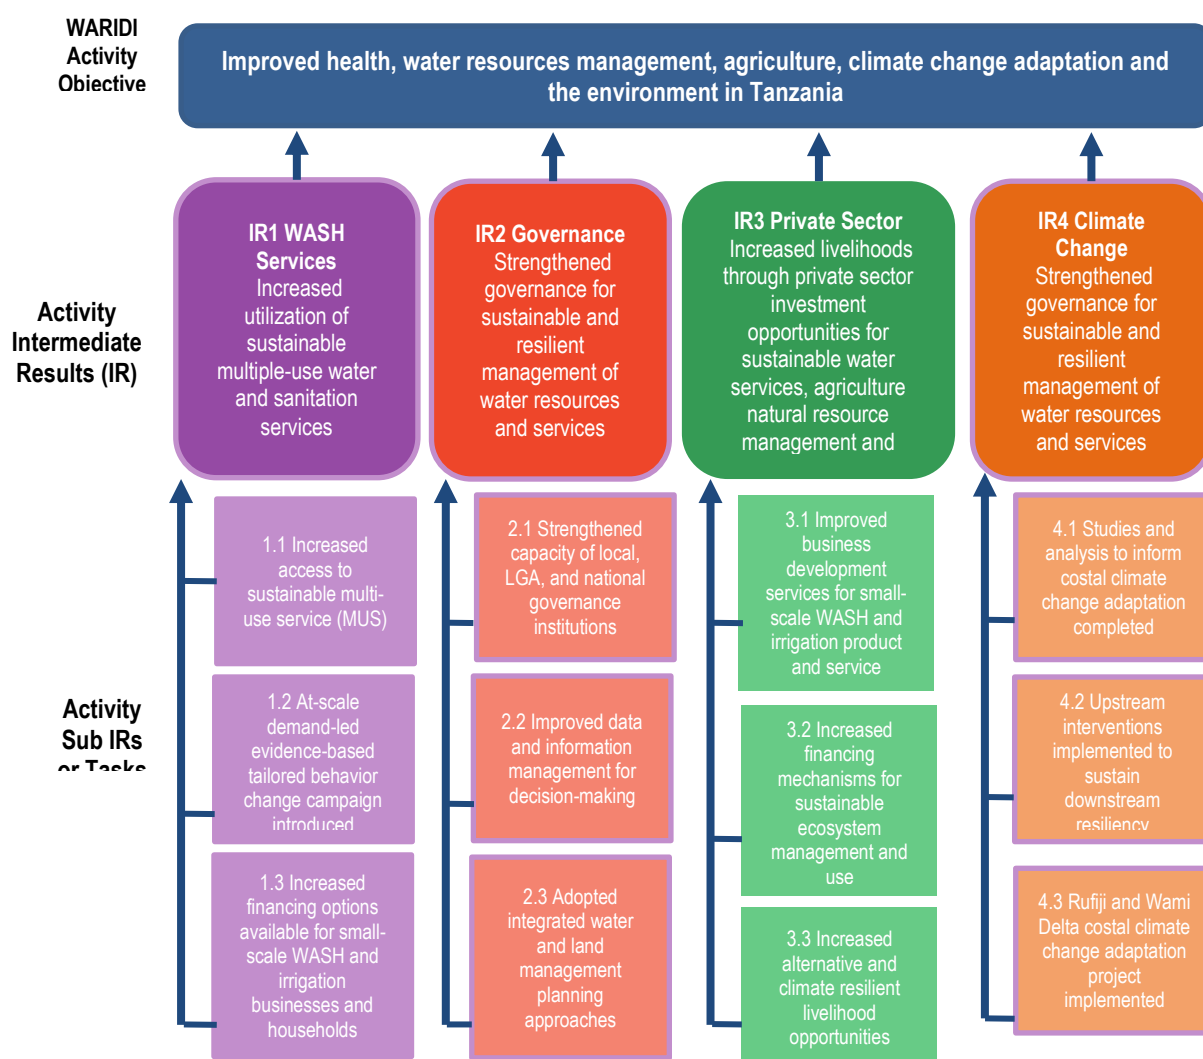 WARIDI
Activity
Objective
Improved health, water resources management, agriculture, climate change adaptation and
the environment in Tanzania
Activity
Intermediate
Results (IR)
IR1 WASH
Services
Increased
utilization of
sustainable
multiple-use water
and sanitation
services
IR2 Governance
Strengthened
governance for
sustainable and
resilient
management of
water resources
and services
IR3 Private Sector
Increased livelihoods
through private sector
investment
opportunities for
sustainable water
services, agriculture
natural resource
management and
IR4 Climate
Change
Strengthened
governance for
sustainable and
resilient
management of
water resources
and services
Activity
Sub IRs
or Tasks
1.1 Increased
access to
sustainable multi-
use service (MUS)
1.2 At-scale
demand-led
evidence-based
tailored behavior
change campaign
introduced
1.3 Increased
financing options
available for small-
scale WASH and
irrigation
businesses and
households
2.1 Strengthened
capacity of local,
LGA, and national
governance
institutions
2.2 Improved data
and information
management for
decision-making
2.3 Adopted
integrated water
and land
management
planning
approaches
3.1 Improved
business
development
services for small-
scale WASH and
irrigation product
and service
3.2 Increased
financing
mechanisms for
sustainable
ecosystem
management and
use
3.3 Increased
alternative and
climate resilient
livelihood
opportunities
4.1 Studies and
analysis to inform
costal climate
change adaptation
completed
4.2 Upstream
interventions
implemented to
sustain
downstream
resiliency
4.3 Rufiji and Wami
Delta costal climate
change adaptation
project
implemented